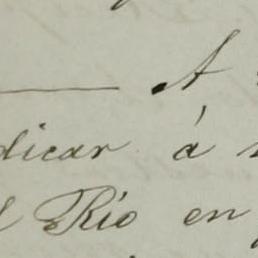 A
dicar á
l Río en